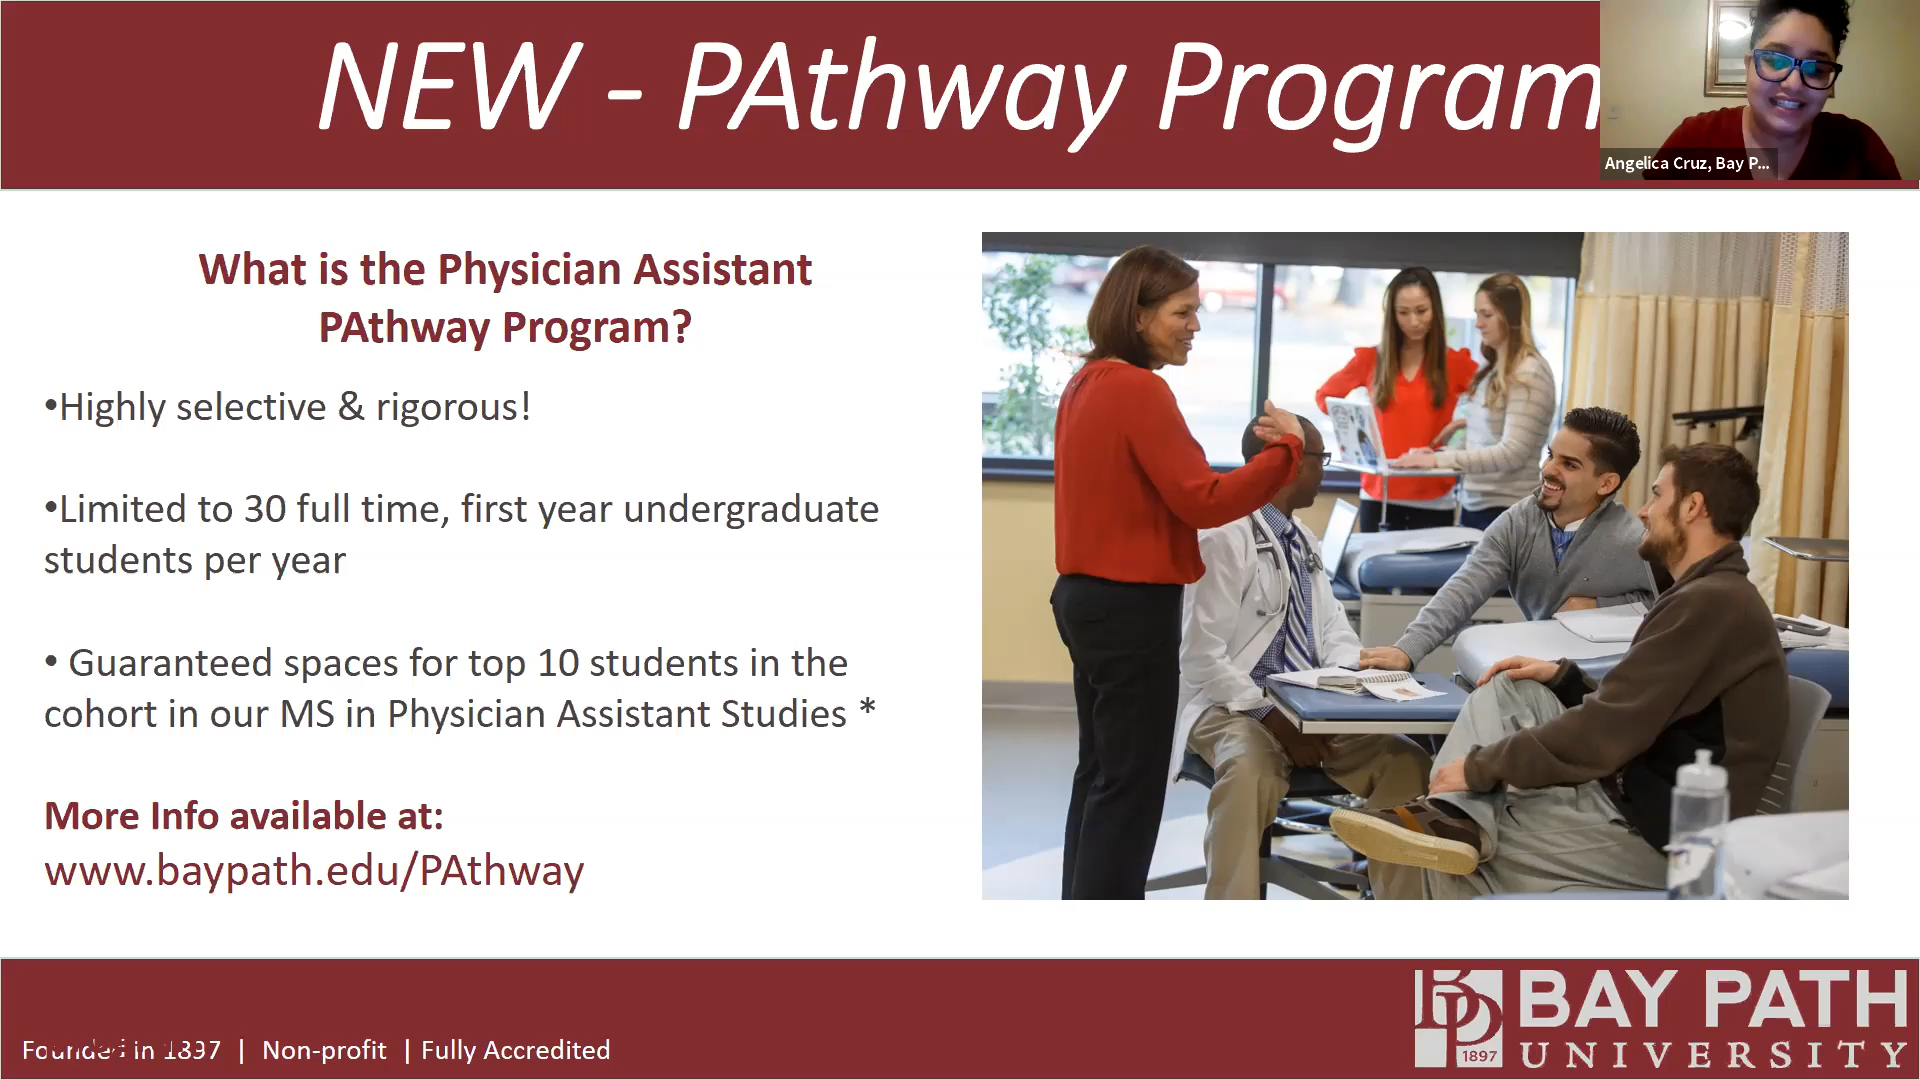 NEW - PAthway Program
Angelica Cruz, Bay P...
What is the Physician Assistant
PAthway Program?
•Highly selective & rigorous!
•Limited to 30 full time, first year undergraduate
students per year
• Guaranteed spaces for top 10 students in the
cohort in our MS in Physician Assistant Studies *
More Info available at:
www.baypath.edu/PAthway
Founded in 1897 | Non-profit | Fully Accredited
1897
BAY PATH
UNIVERSITY